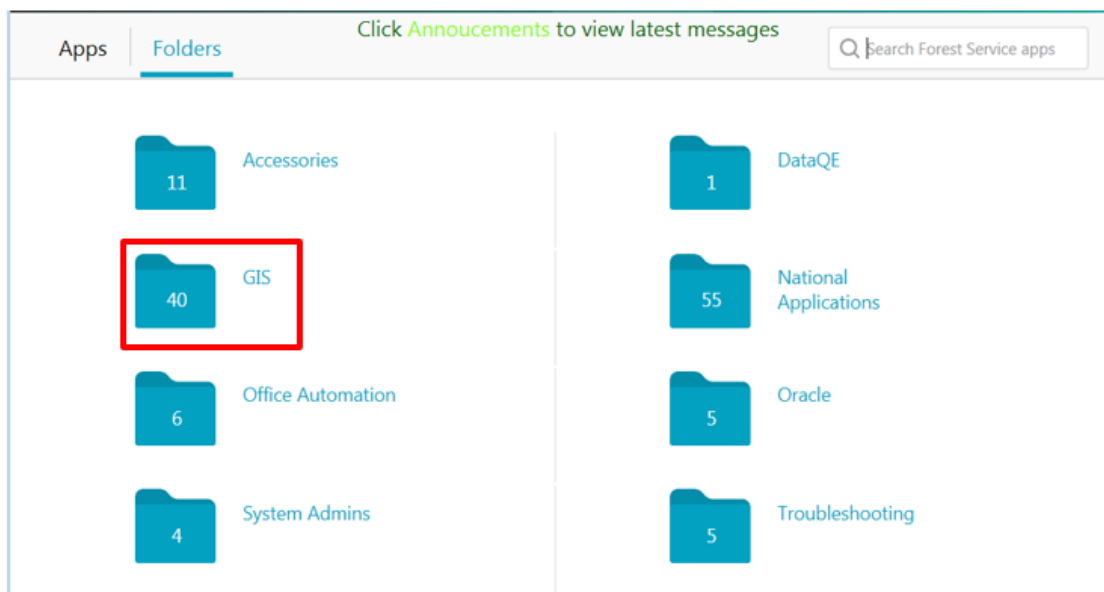 Apps
Folders
Click Annoucements to view latest messages
Search Forest Service apps
11
Accessories
1
DataQE
40
GIS
55
National
Applications
6
Office Automation
5
Oracle
4
System Admins
5
Troubleshooting